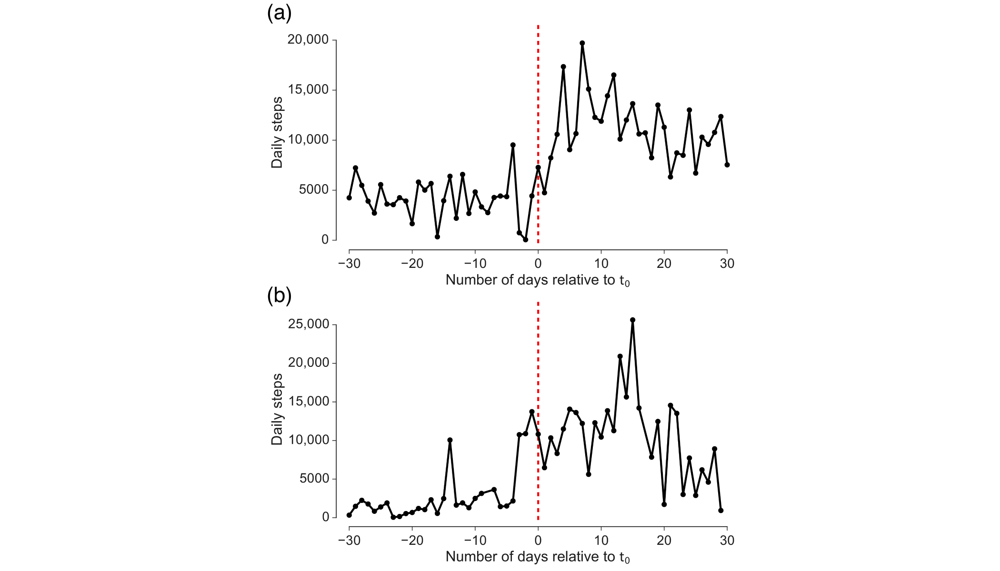 (a)
20,000
15,000
10,000
5000
0
Daily steps
−30 −20 −10 0 10 20 30
Number of days relative to t₀
(b)
25,000
20,000
15,000
10,000
5000
0
Daily steps
−30 −20 −10 0 10 20 30
Number of days relative to t₀